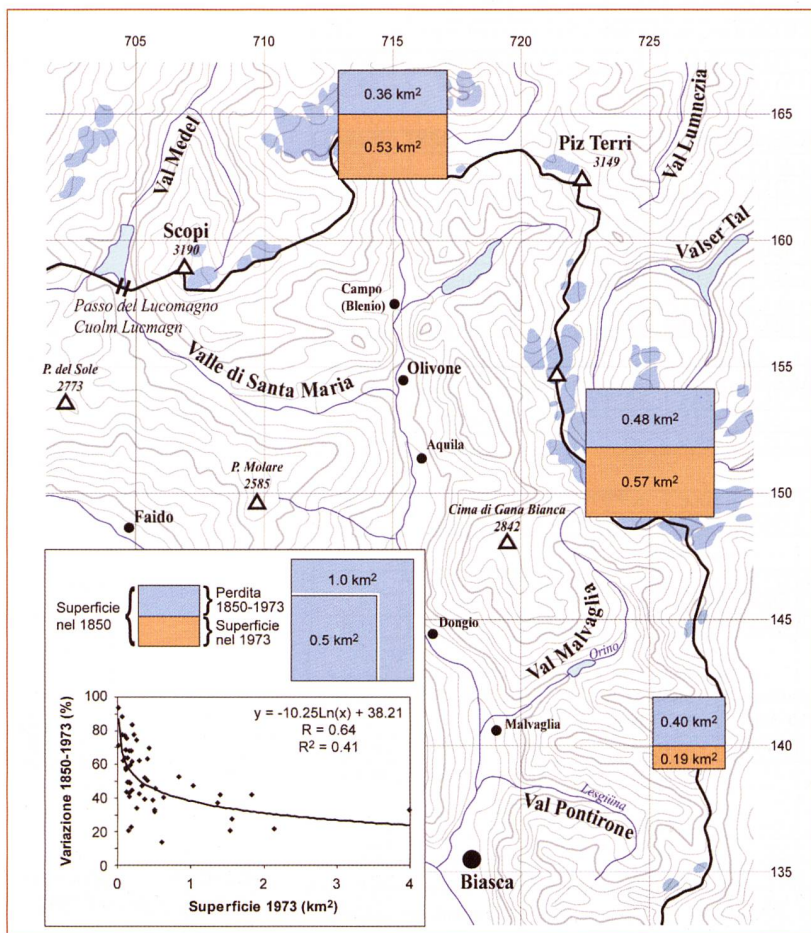 705 710 715 720 725
165
160
155
150
145
140
135
0.36 km²
0.53 km²
Val Medel
Piz Terri
3149
Val Lumnezia
Valser Tal
Scopi
3190
Campo
(Blenio)
Passo del Lucomagno
Cuolm Lucmagn
Valle di Santa Maria
Olivone
P. del Sole
2773
Aquila
0.48 km²
0.57 km²
P. Molare
2585
Cima di Gana Bianca
2842
Faido
Dongio
Val Malvaglia
Orino
Malvaglia
0.40 km²
0.19 km²
Lesgiüna
Val Pontirone
Biasca
Superficie
nel 1850
Perdita
1850-1973
Superficie
nel 1973
1.0 km²
0.5 km²
Variazione 1850-1973 (%)
100
80
60
40
20
0
y = -10.25Ln(x) + 38.21
R = 0.64
R² = 0.41
0 1 2 3 4
Superficie 1973 (km²)